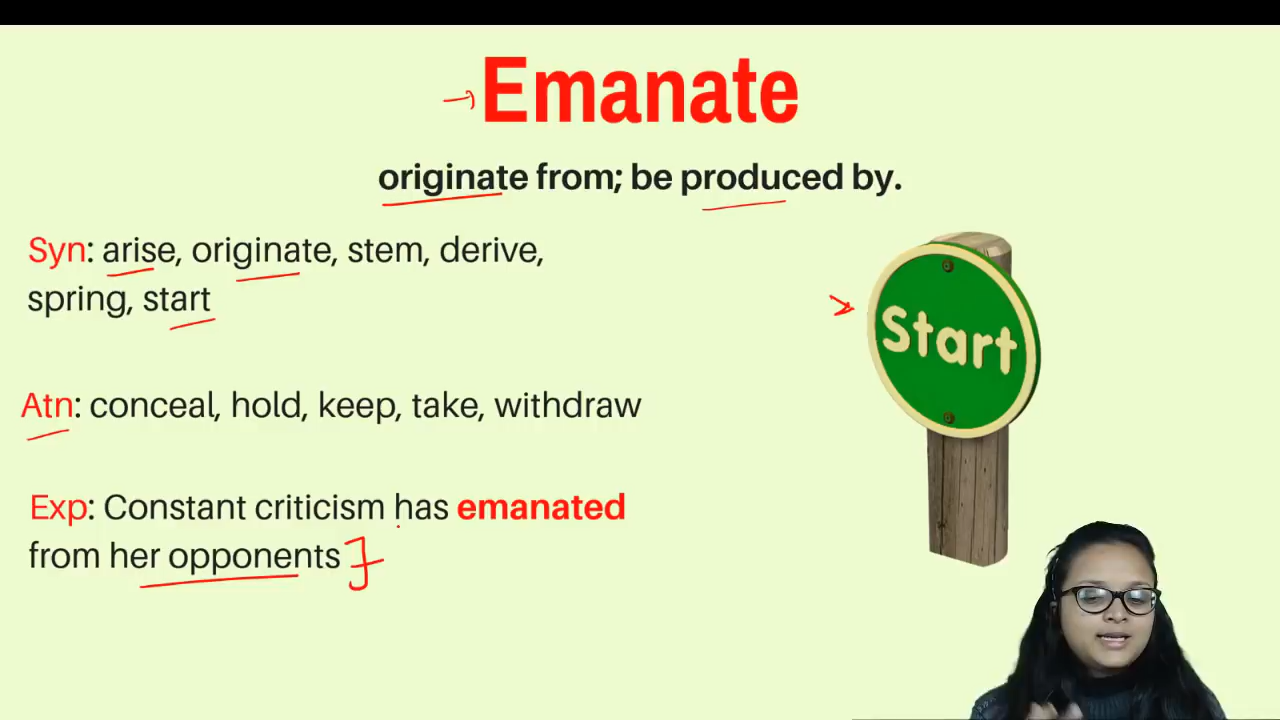 Emanate
originate from; be produced by.
Syn: arise, originate, stem, derive,
spring, start
Start
Atn: conceal, hold, keep, take, withdraw
Exp: Constant criticism has emanated
from her opponents